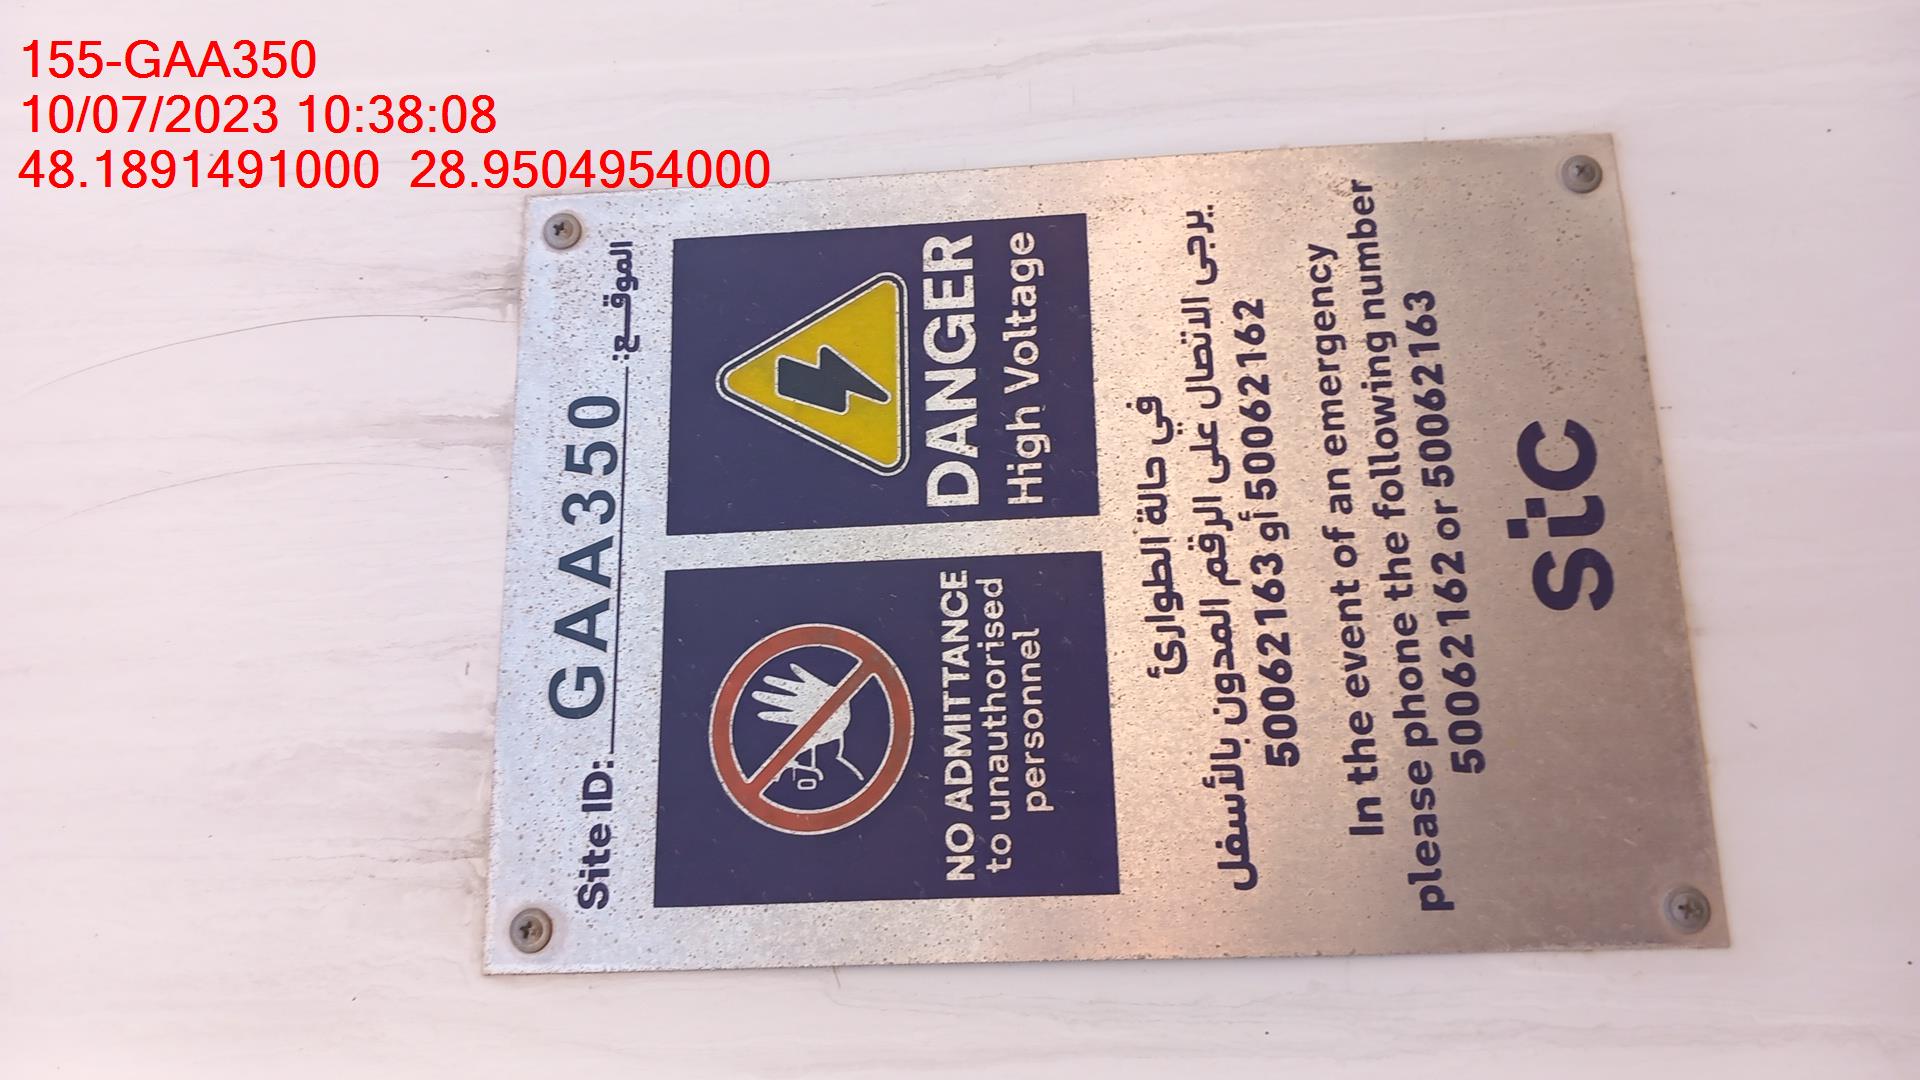 155-GAA350
10/07/2023 10:38:08
48.1891491000 28.9504954000
Site ID: GAA350 الموقـع:
NO ADMITTANCE
to unauthorised
personnel
DANGER
High Voltage
في حالة الطوارئ
يرجى الاتصال على الرقم المدون بالأسفل
50062163 أو 50062162
In the event of an emergency
please phone the following number
50062162 or 50062163
stc